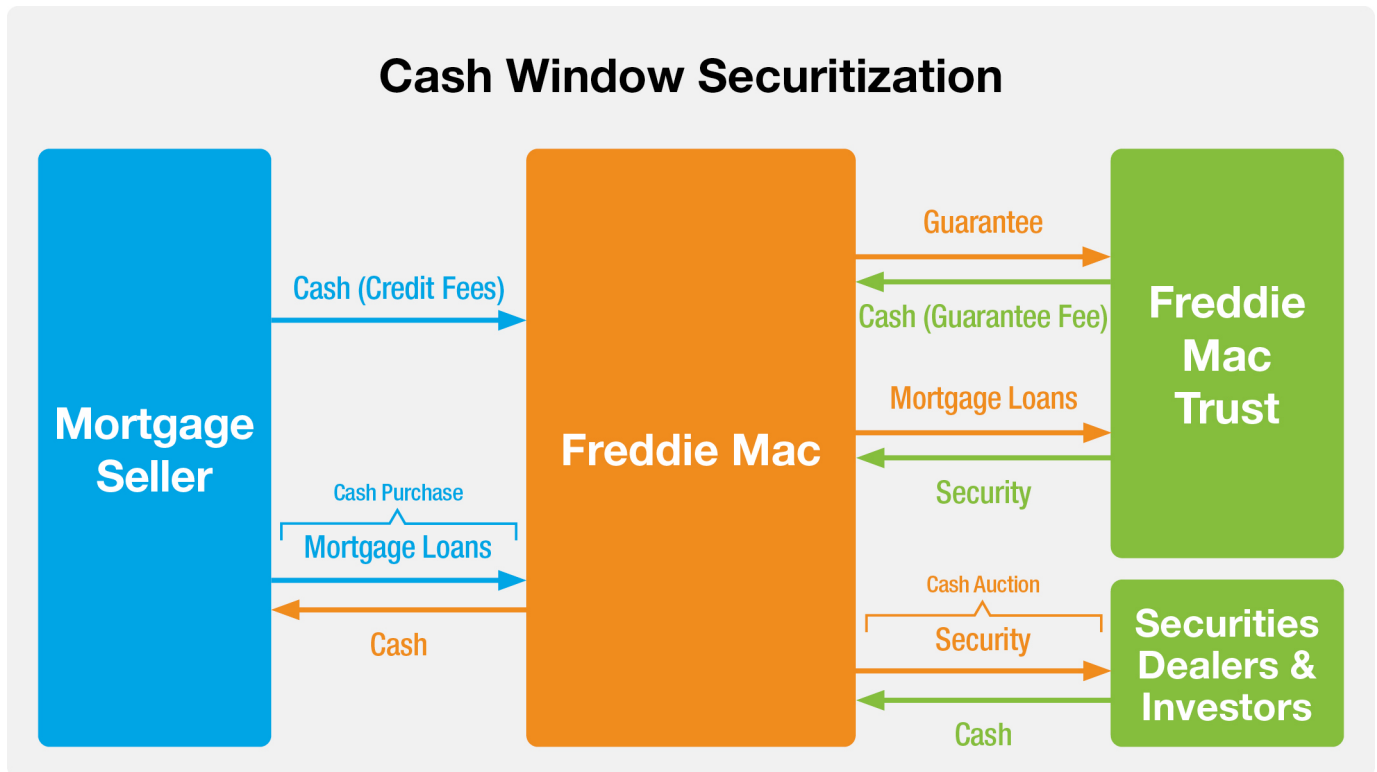 Cash Window Securitization
Mortgage
Seller
Cash (Credit Fees)
Cash Purchase
Mortgage Loans
Cash
Freddie Mac
Guarantee
Cash (Guarantee Fee)
Mortgage Loans
Security
Freddie
Mac
Trust
Cash Auction
Security
Cash
Securities
Dealers &
Investors